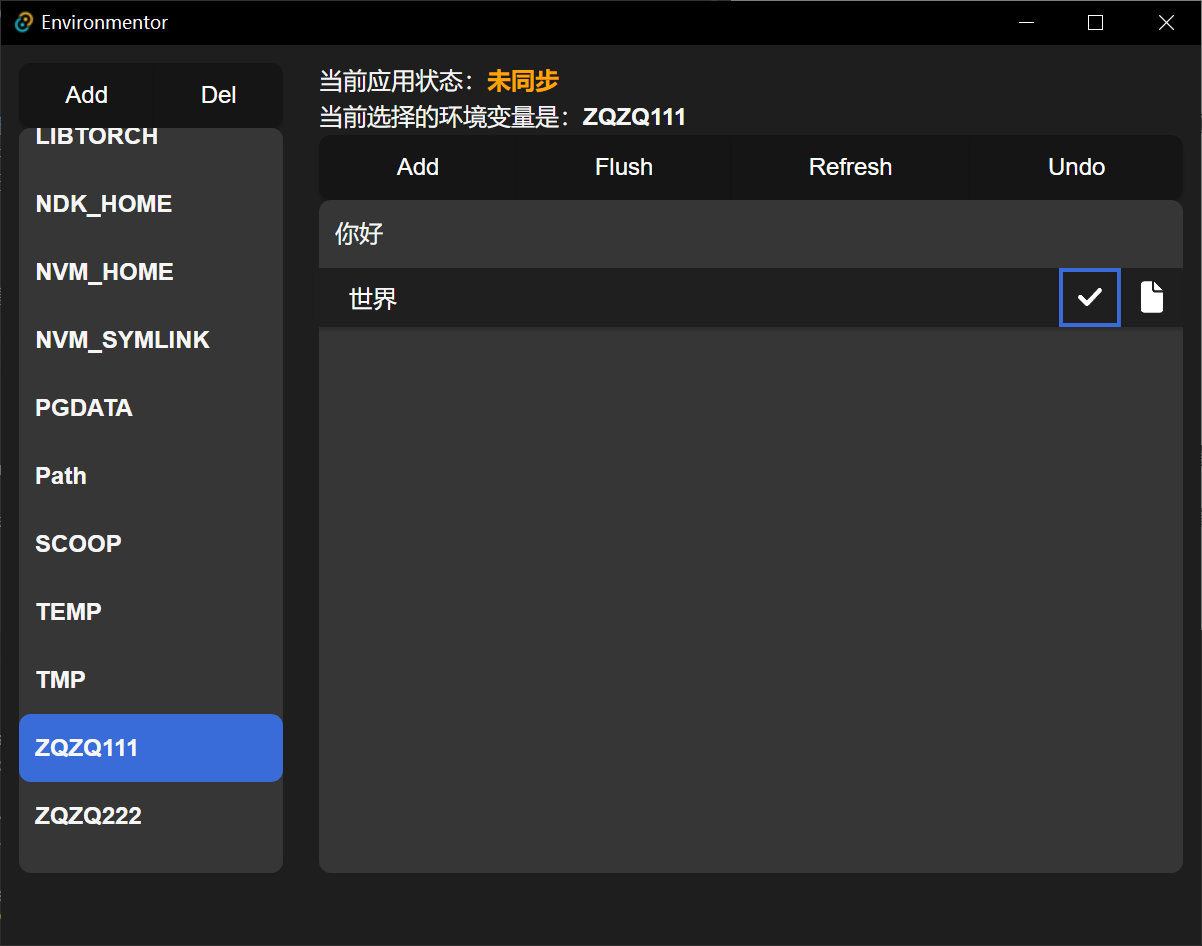 Environmentor
Add Del
LIBTORCH
NDK_HOME
NVM_HOME
NVM_SYMLINK
PGDATA
Path
SCOOP
TEMP
TMP
ZQZQ111
ZQZQ222
当前应用状态：未同步
当前选择的环境变量是：ZQZQ111
Add Flush Refresh Undo
你好
世界